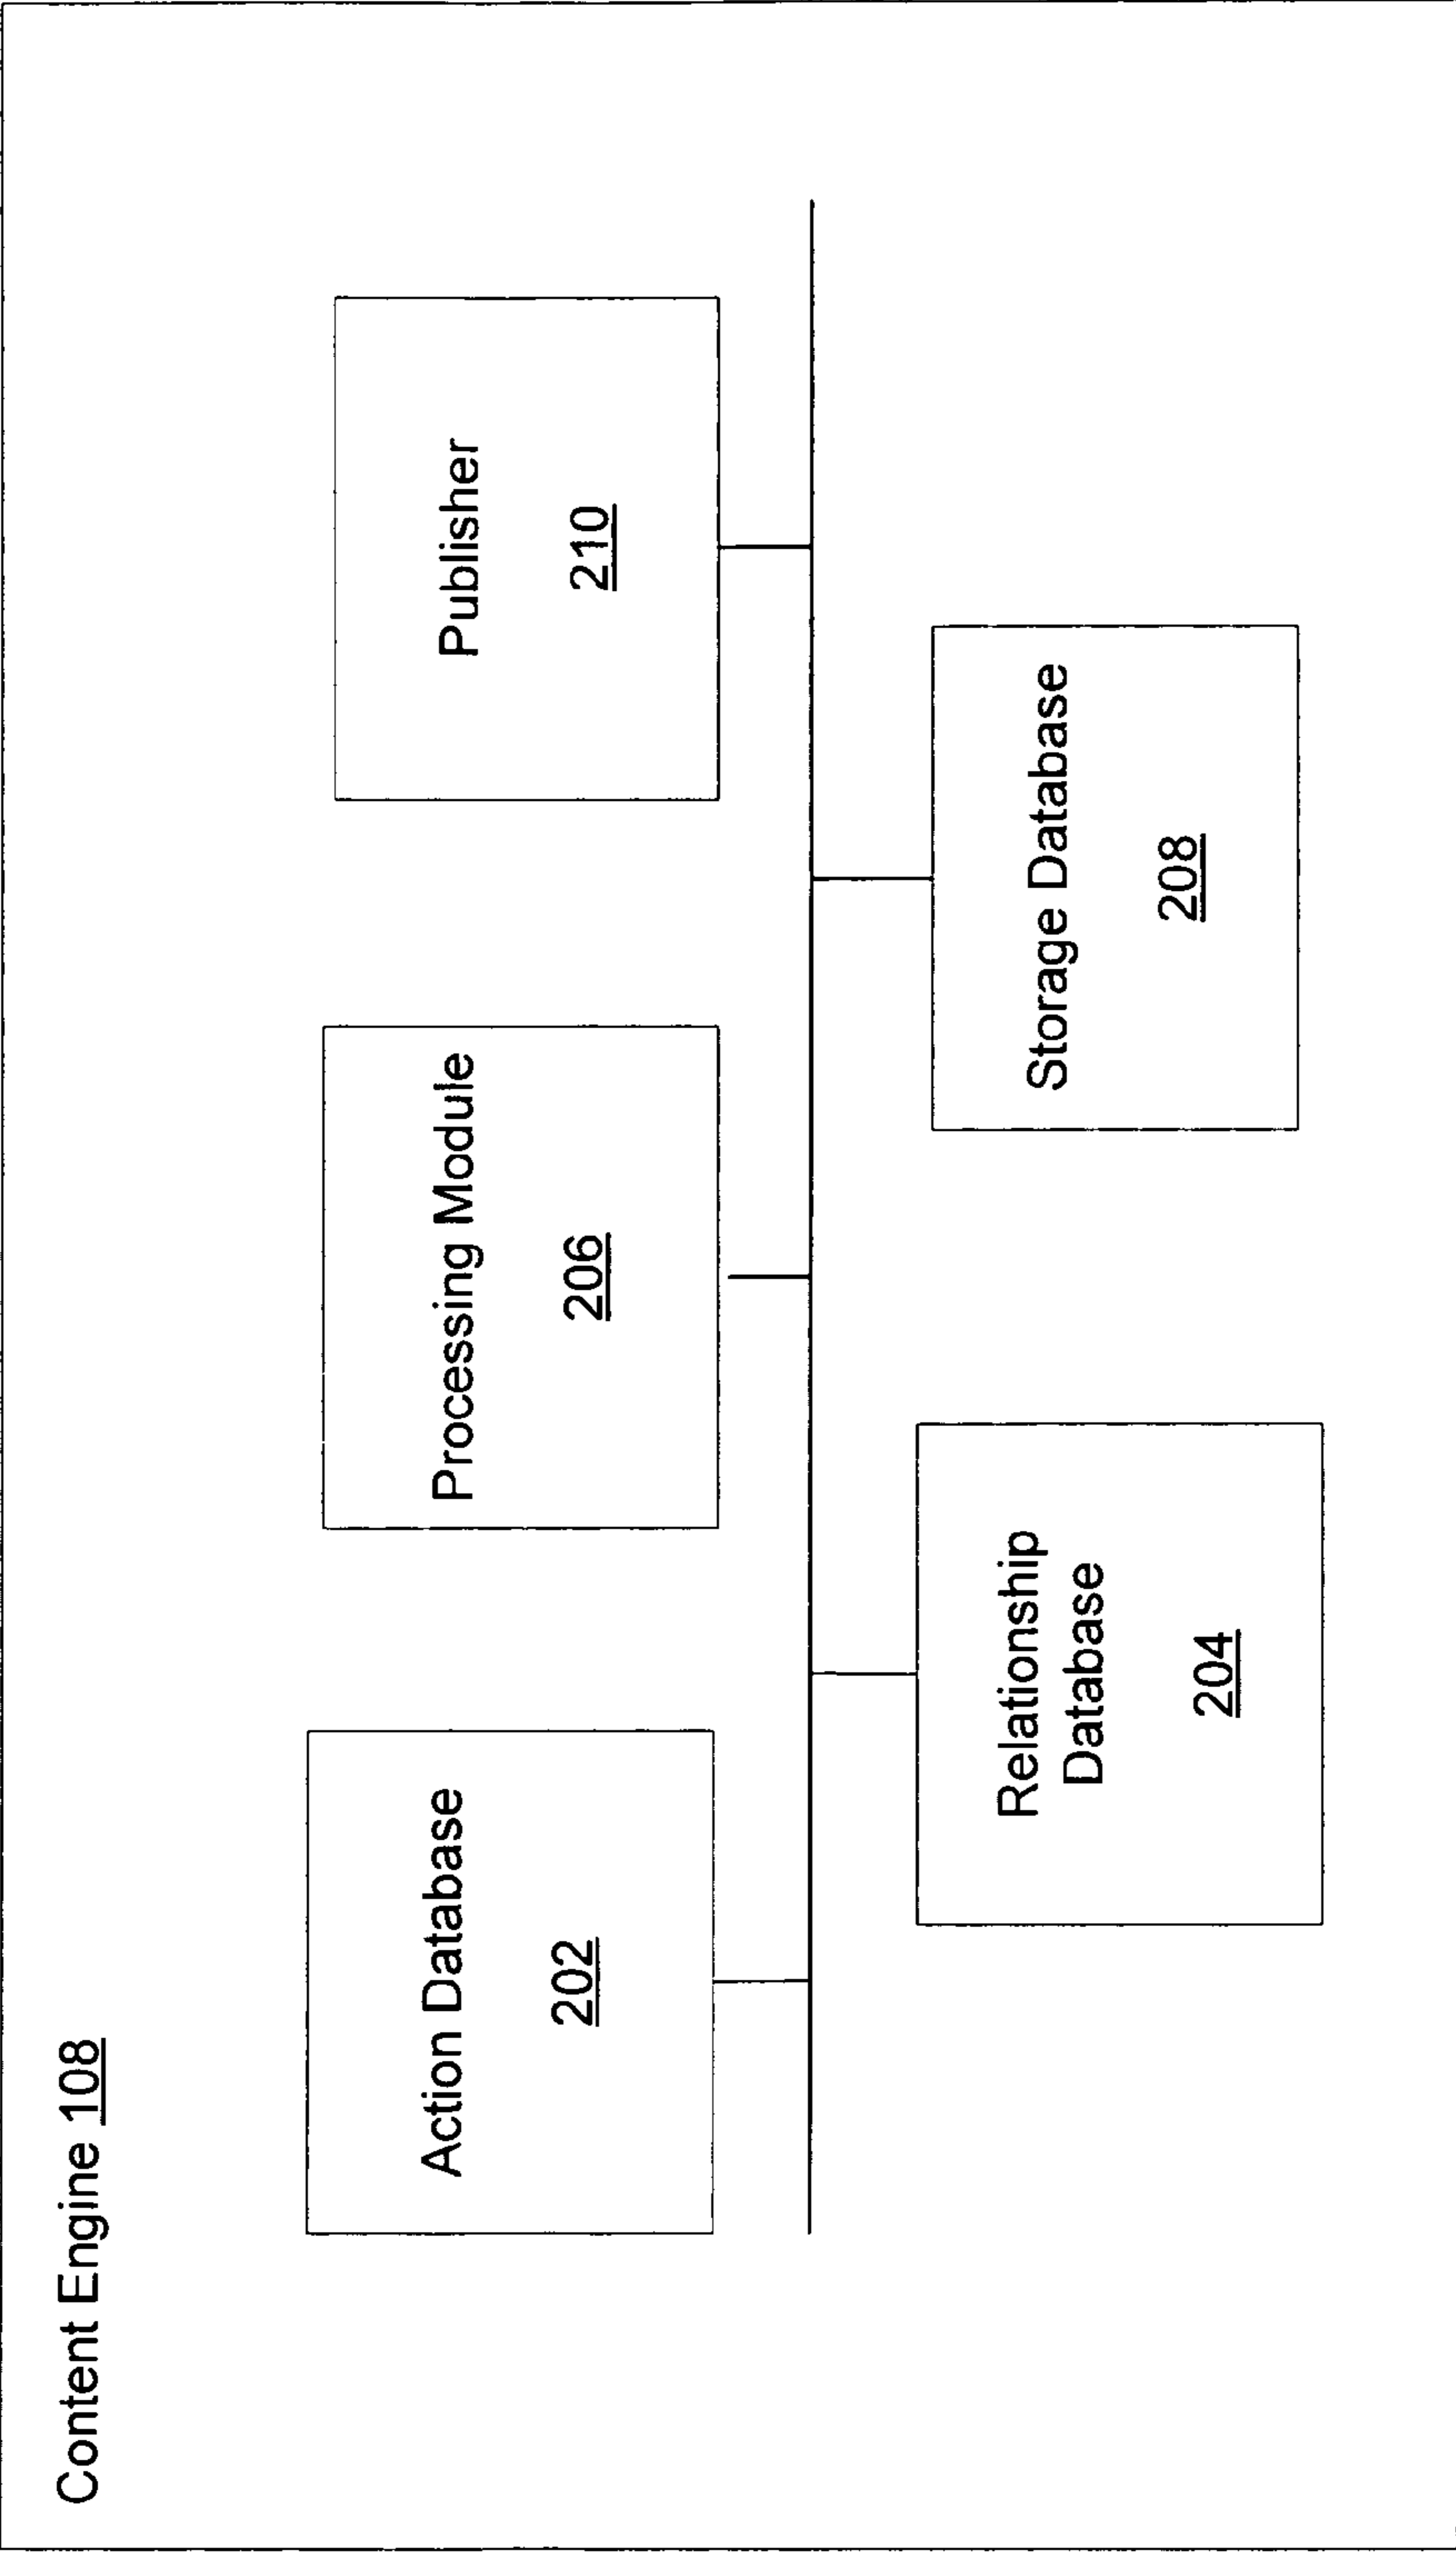 Content Engine 108
Action Database
202
Processing Module
206
Publisher
210
Relationship
Database
204
Storage Database
208